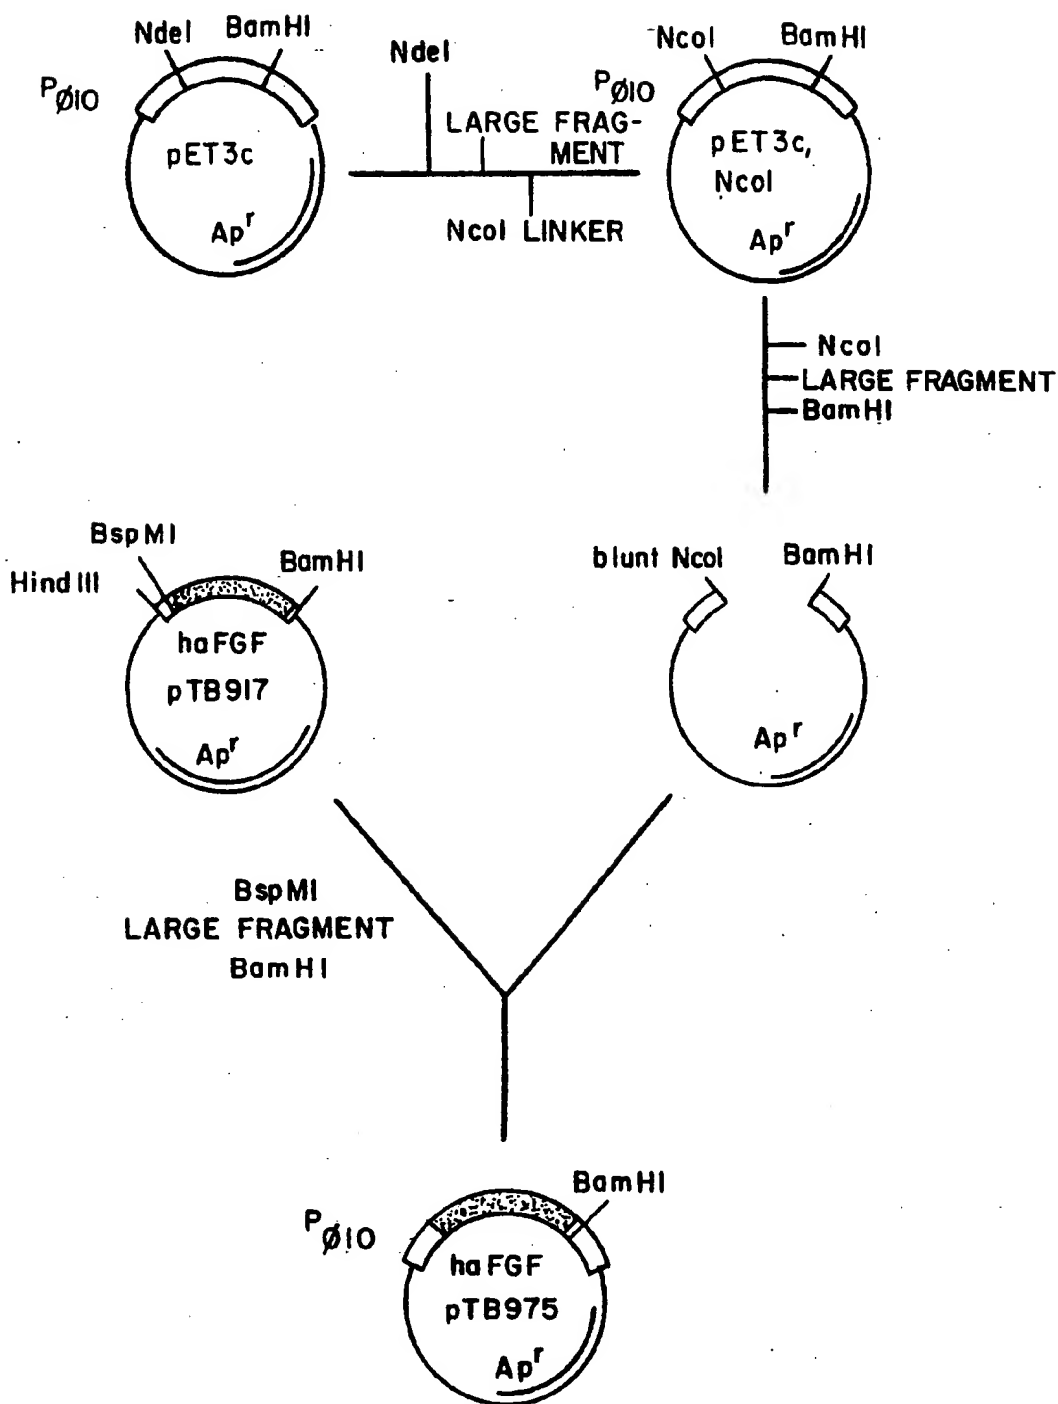 NdeI BamHI
PØ10
pET3c
Apr
NdeI
LARGE FRAG-
MENT
NcoI LINKER
NcoI BamHI
PØ10
pET3c,
NcoI
Apr
NcoI
LARGE FRAGMENT
BamHI
BspMI
HindIII
BamHI
haFGF
pTB917
Apr
blunt NcoI BamHI
Apr
BspMI
LARGE FRAGMENT
BamHI
BamHI
PØ10
haFGF
pTB975
Apr